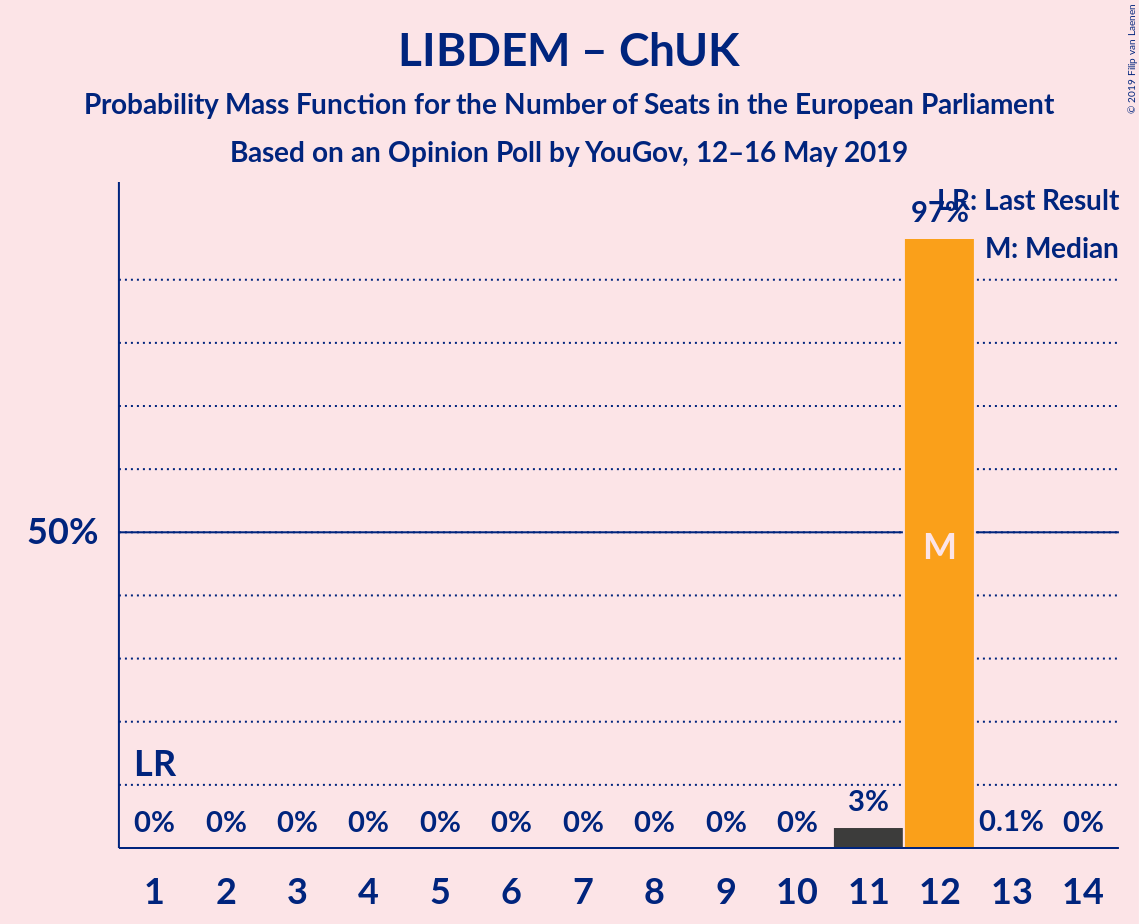 LIBDEM – ChUK
Probability Mass Function for the Number of Seats in the European Parliament
Based on an Opinion Poll by YouGov, 12–16 May 2019
© 2019 Filip van Laenen
LR: Last Result
97%
M: Median
50%
M
LR
3%
0% 0% 0% 0% 0% 0% 0% 0% 0% 0% 0.1% 0%
1 2 3 4 5 6 7 8 9 10 11 12 13 14